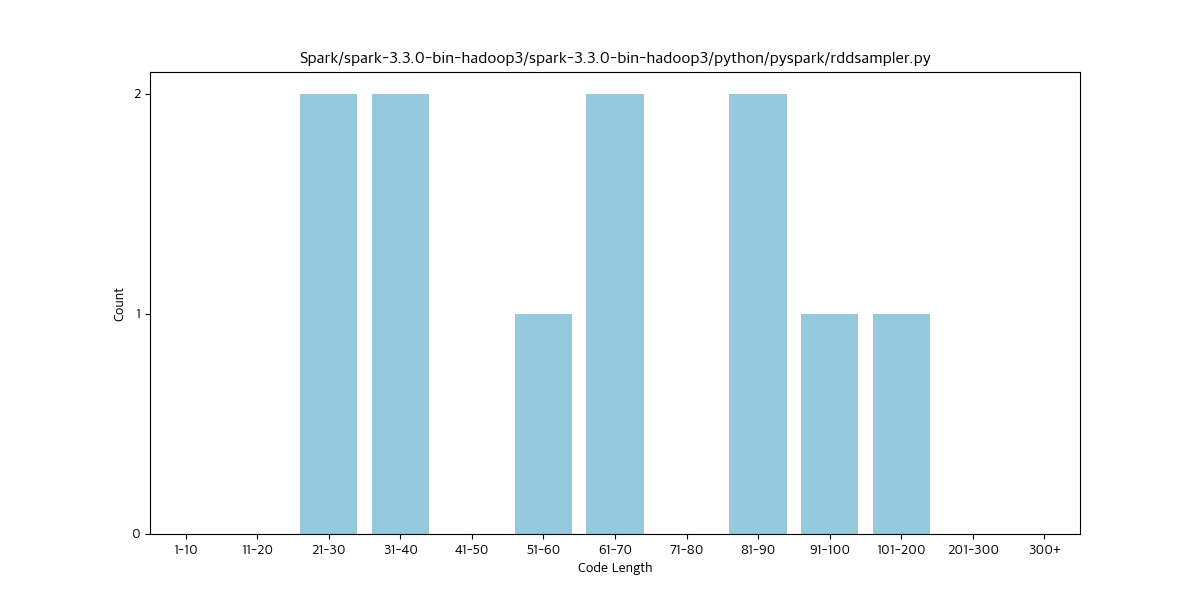 Spark/spark-3.3.0-bin-hadoop3/spark-3.3.0-bin-hadoop3/python/pyspark/rddsampler.py
2
1
0
Count
1-10 11-20 21-30 31-40 41-50 51-60 61-70 71-80 81-90 91-100 101-200 201-300 300+
Code Length